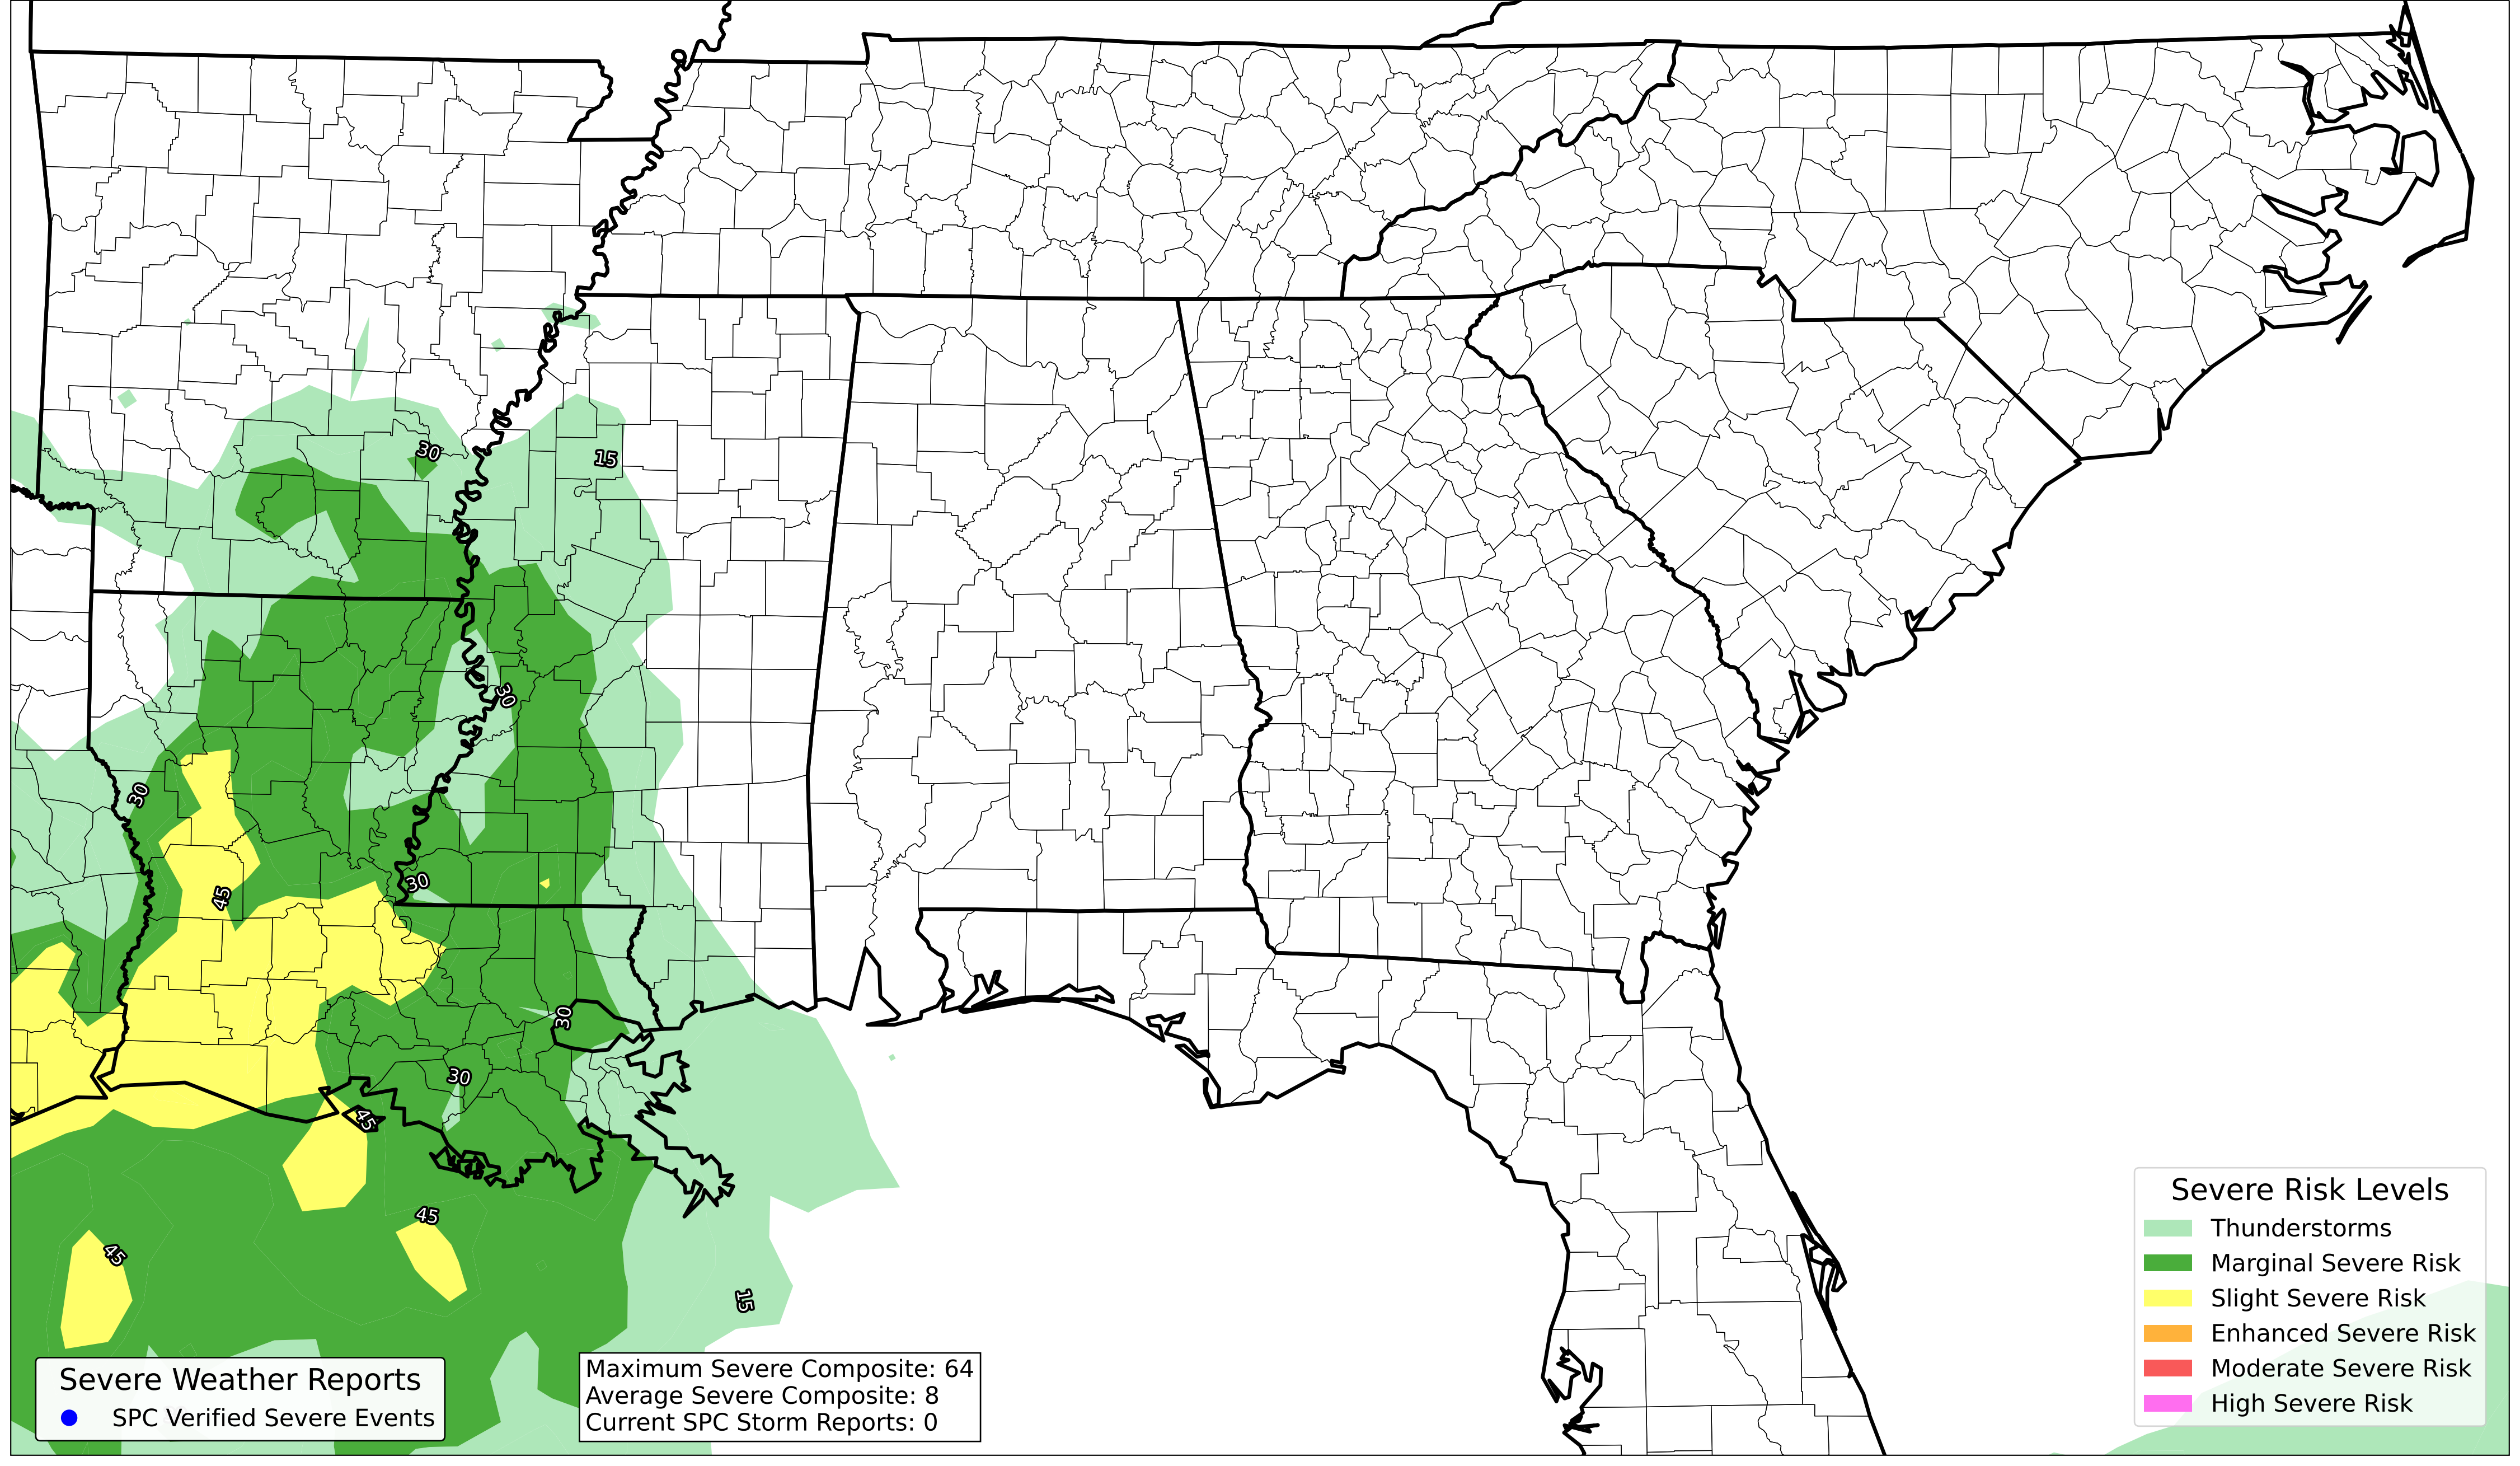 30
15
30
30
45
30
30
30
45
45
45
15
Severe Weather Reports
SPC Verified Severe Events
Maximum Severe Composite: 64
Average Severe Composite: 8
Current SPC Storm Reports: 0
Severe Risk Levels
Thunderstorms
Marginal Severe Risk
Slight Severe Risk
Enhanced Severe Risk
Moderate Severe Risk
High Severe Risk